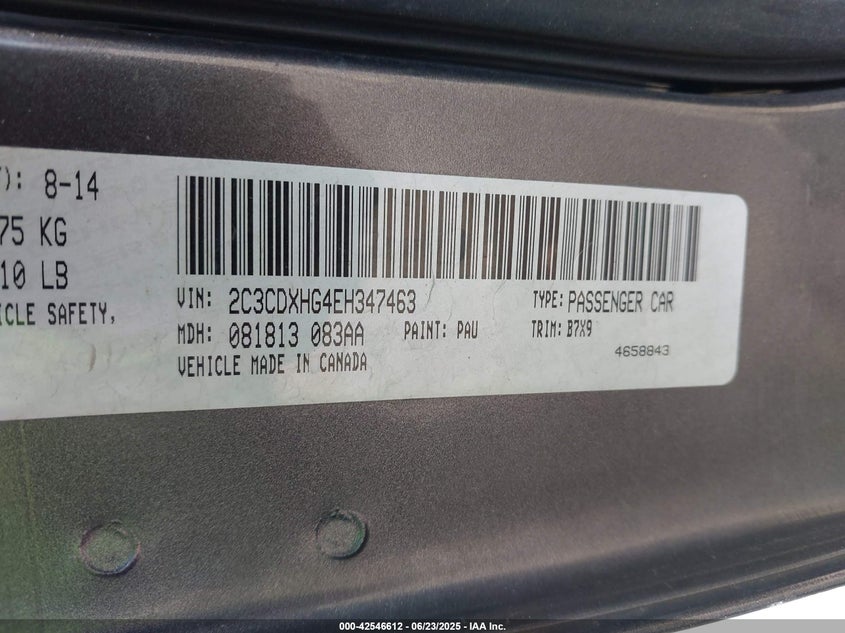 ): 8-14
75 KG
10 LB
ICLE SAFETY,
VIN: 2C3CDXHG4EH347463 TYPE: PASSENGER CAR
MDH: 081813 083AA PAINT: PAU TRIM: B7X9
VEHICLE MADE IN CANADA 4658843
000-42546612 - 06/23/2025 - IAA Inc.